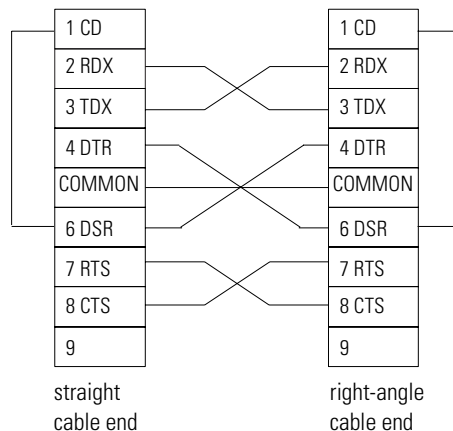 1 CD
2 RDX
3 TDX
4 DTR
COMMON
6 DSR
7 RTS
8 CTS
9
straight
cable end
1 CD
2 RDX
3 TDX
4 DTR
COMMON
6 DSR
7 RTS
8 CTS
9
right-angle
cable end